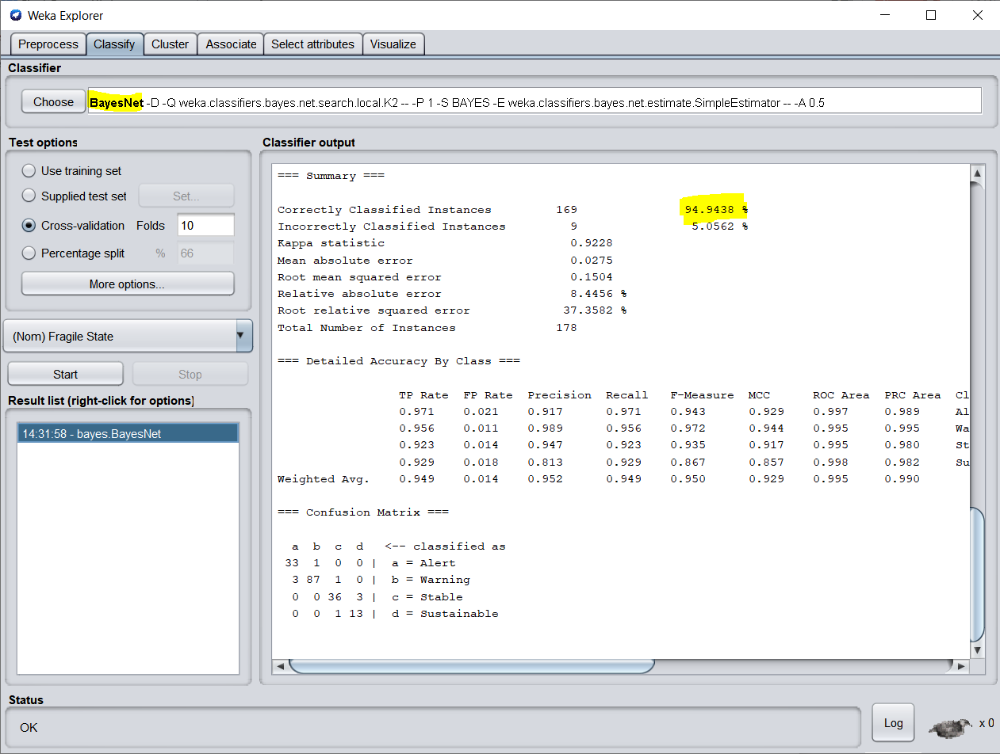 Weka Explorer
Preprocess Classify Cluster Associate Select attributes Visualize
Classifier
Choose BayesNet -D -Q weka.classifiers.bayes.net.search.local.K2 -- -P 1 -S BAYES -E weka.classifiers.bayes.net.estimate.SimpleEstimator -- -A 0.5
Test options
Use training set
Supplied test set Set...
Cross-validation Folds 10
Percentage split % 66
More options...
(Nom) Fragile State
Start Stop
Result list (right-click for options)
14:31:58 - bayes.BayesNet
Classifier output
=== Summary ===
Correctly Classified Instances 169 94.9438 %
Incorrectly Classified Instances 9 5.0562 %
Kappa statistic 0.9228
Mean absolute error 0.0275
Root mean squared error 0.1504
Relative absolute error 8.4456 %
Root relative squared error 37.3582 %
Total Number of Instances 178
=== Detailed Accuracy By Class ===
TP Rate FP Rate Precision Recall F-Measure MCC ROC Area PRC Area Cl
0.971 0.021 0.917 0.971 0.943 0.929 0.997 0.989 Al
0.956 0.011 0.989 0.956 0.972 0.944 0.995 0.995 Wa
0.923 0.014 0.947 0.923 0.935 0.917 0.995 0.980 St
0.929 0.018 0.813 0.929 0.867 0.857 0.998 0.982 Su
Weighted Avg. 0.949 0.014 0.952 0.949 0.950 0.929 0.995 0.990
=== Confusion Matrix ===
a b c d <-- classified as
33 1 0 0 | a = Alert
3 87 1 0 | b = Warning
0 0 36 3 | c = Stable
0 0 1 13 | d = Sustainable
Status
OK
Log
x 0